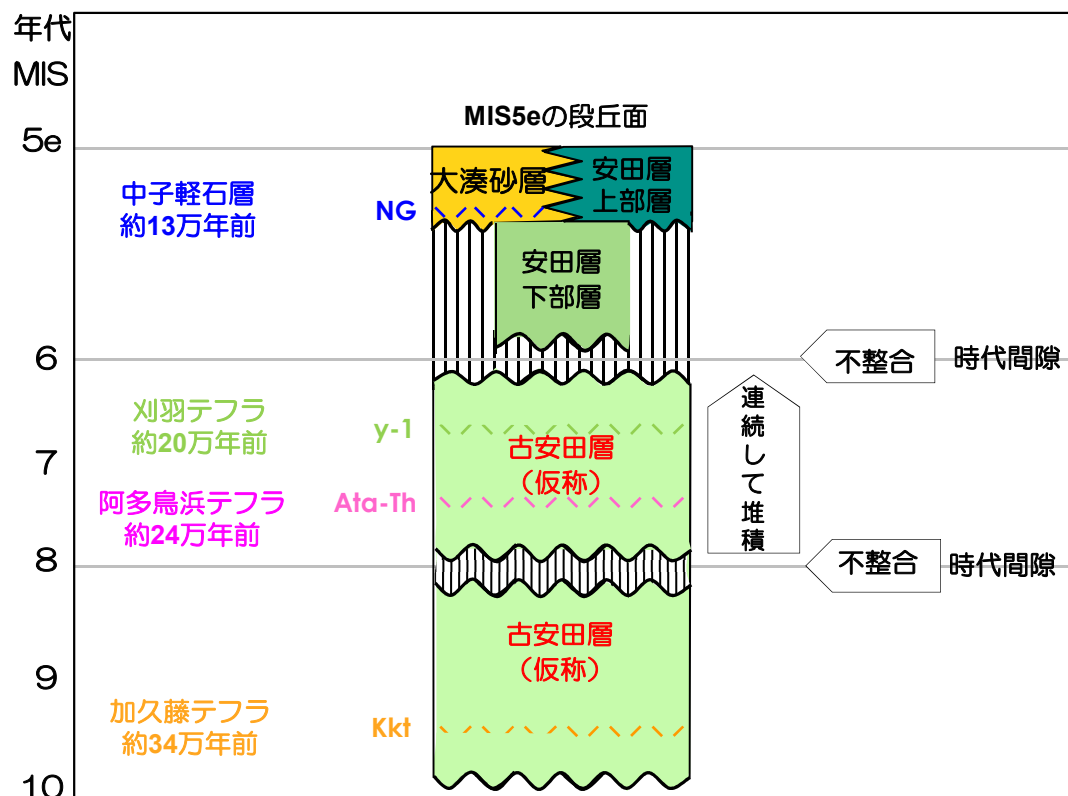 年代
MIS
MIS5eの段丘面
5e
大湊砂層
安田層
上部層
中子軽石層
約13万年前
NG
安田層
下部層
6
不整合
時代間隙
刈羽テフラ
約20万年前
y-1
連続して堆積
7
古安田層
（仮称）
阿多鳥浜テフラ
約24万年前
Ata-Th
8
不整合
時代間隙
古安田層
（仮称）
9
加久藤テフラ
約34万年前
Kkt
10